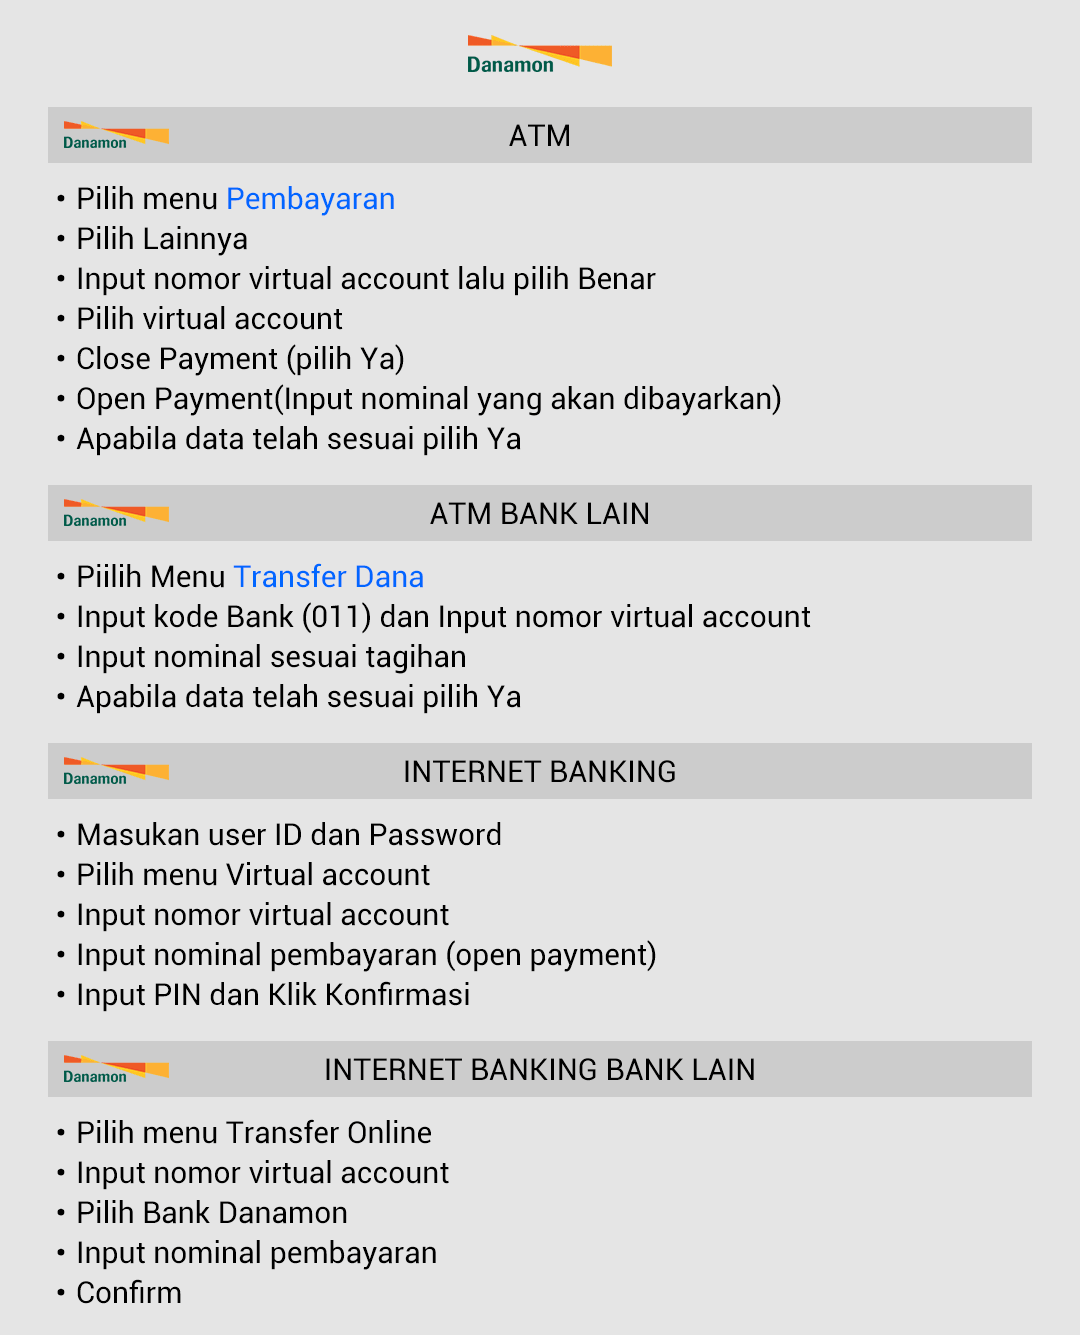 Danamon
Danamon ATM
• Pilih menu Pembayaran
• Pilih Lainnya
• Input nomor virtual account lalu pilih Benar
• Pilih virtual account
• Close Payment (pilih Ya)
• Open Payment(Input nominal yang akan dibayarkan)
• Apabila data telah sesuai pilih Ya
Danamon ATM BANK LAIN
• Piilih Menu Transfer Dana
• Input kode Bank (011) dan Input nomor virtual account
• Input nominal sesuai tagihan
• Apabila data telah sesuai pilih Ya
Danamon INTERNET BANKING
• Masukan user ID dan Password
• Pilih menu Virtual account
• Input nomor virtual account
• Input nominal pembayaran (open payment)
• Input PIN dan Klik Konfirmasi
Danamon INTERNET BANKING BANK LAIN
• Pilih menu Transfer Online
• Input nomor virtual account
• Pilih Bank Danamon
• Input nominal pembayaran
• Confirm